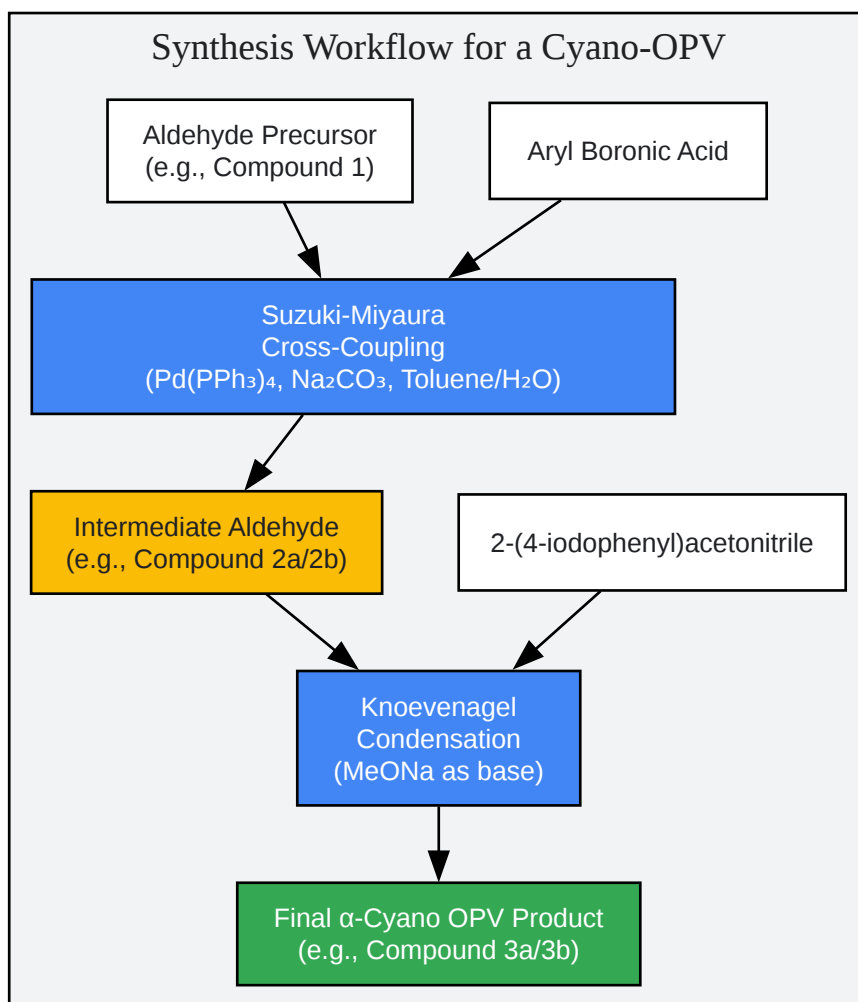 Synthesis Workflow for a Cyano-OPV
Aldehyde Precursor
(e.g., Compound 1)
Aryl Boronic Acid
Suzuki-Miyaura
Cross-Coupling
(Pd(PPh₃)₄, Na₂CO₃, Toluene/H₂O)
Intermediate Aldehyde
(e.g., Compound 2a/2b)
2-(4-iodophenyl)acetonitrile
Knoevenagel
Condensation
(MeONa as base)
Final α-Cyano OPV Product
(e.g., Compound 3a/3b)